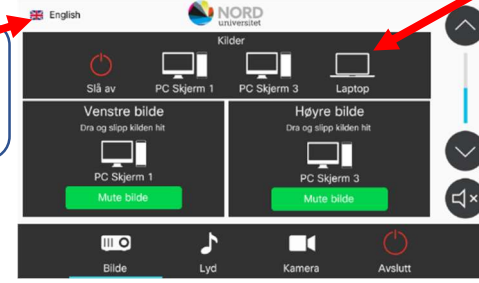 English
NORD
universitet
Kilder
Slå av
PC Skjerm 1
PC Skjerm 3
Laptop
Venstre bilde
Dra og slipp kilden hit
PC Skjerm 1
Mute bilde
Høyre bilde
Dra og slipp kilden hit
PC Skjerm 3
Mute bilde
Bilde
Lyd
Kamera
Avslutt